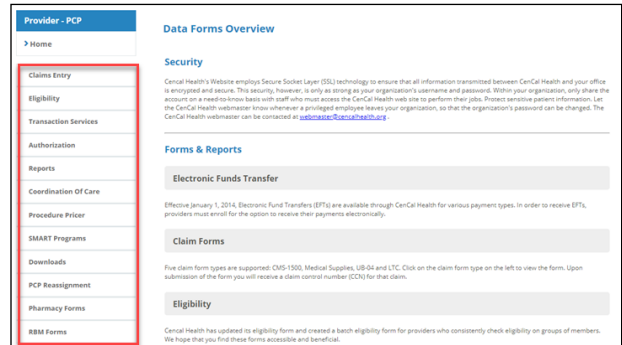 Provider - PCP
Home
Claims Entry
Eligibility
Transaction Services
Authorization
Reports
Coordination Of Care
Procedure Pricer
SMART Programs
Downloads
PCP Reassignment
Pharmacy Forms
RBM Forms
Data Forms Overview
Security
Cencal Health's Website employs Secure Socket Layer (SSL) technology to ensure that all information transmitted between CenCal Health and your office
is encrypted and secure. This security, however, is only as strong as your organization's username and password. Within your organization, only share the
account on a need-to-know basis with staff who must access the CenCal Health web site to perform their jobs. Protect sensitive patient information. Let
the CenCal Health webmaster know whenever a privileged employee leaves your organization, so that the organization's password can be changed. The
CenCal Health webmaster can be contacted at webmaster@cencalhealth.org .
Forms & Reports
Electronic Funds Transfer
Effective January 1, 2014, Electronic Fund Transfers (EFTs) are available through CenCal Health for various payment types. In order to receive EFTs,
providers must enroll for the option to receive their payments electronically.
Claim Forms
Five claim form types are supported: CMS-1500, Medical Supplies, UB-04 and LTC. Click on the claim form type on the left to view the form. Upon
submission of the form you will receive a claim control number (CCN) for that claim.
Eligibility
Cencal Health has updated its eligibility form and created a batch eligibility form for providers who consistently check eligibility on groups of members.
We hope that you find these forms accessible and beneficial.